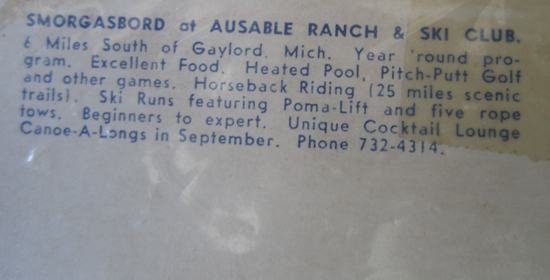 SMORGASBORD at AUSABLE RANCH & SKI CLUB.
6 Miles South of Gaylord, Mich. Year 'round pro-
gram. Excellent Food. Heated Pool, Pitch-Putt Golf
and other games. Horseback Riding (25 miles scenic
trails). Ski Runs featuring Poma-Lift and five rope
tows. Beginners to expert. Unique Cocktail Lounge
Canoe-A-Longs in September. Phone 732-4314.